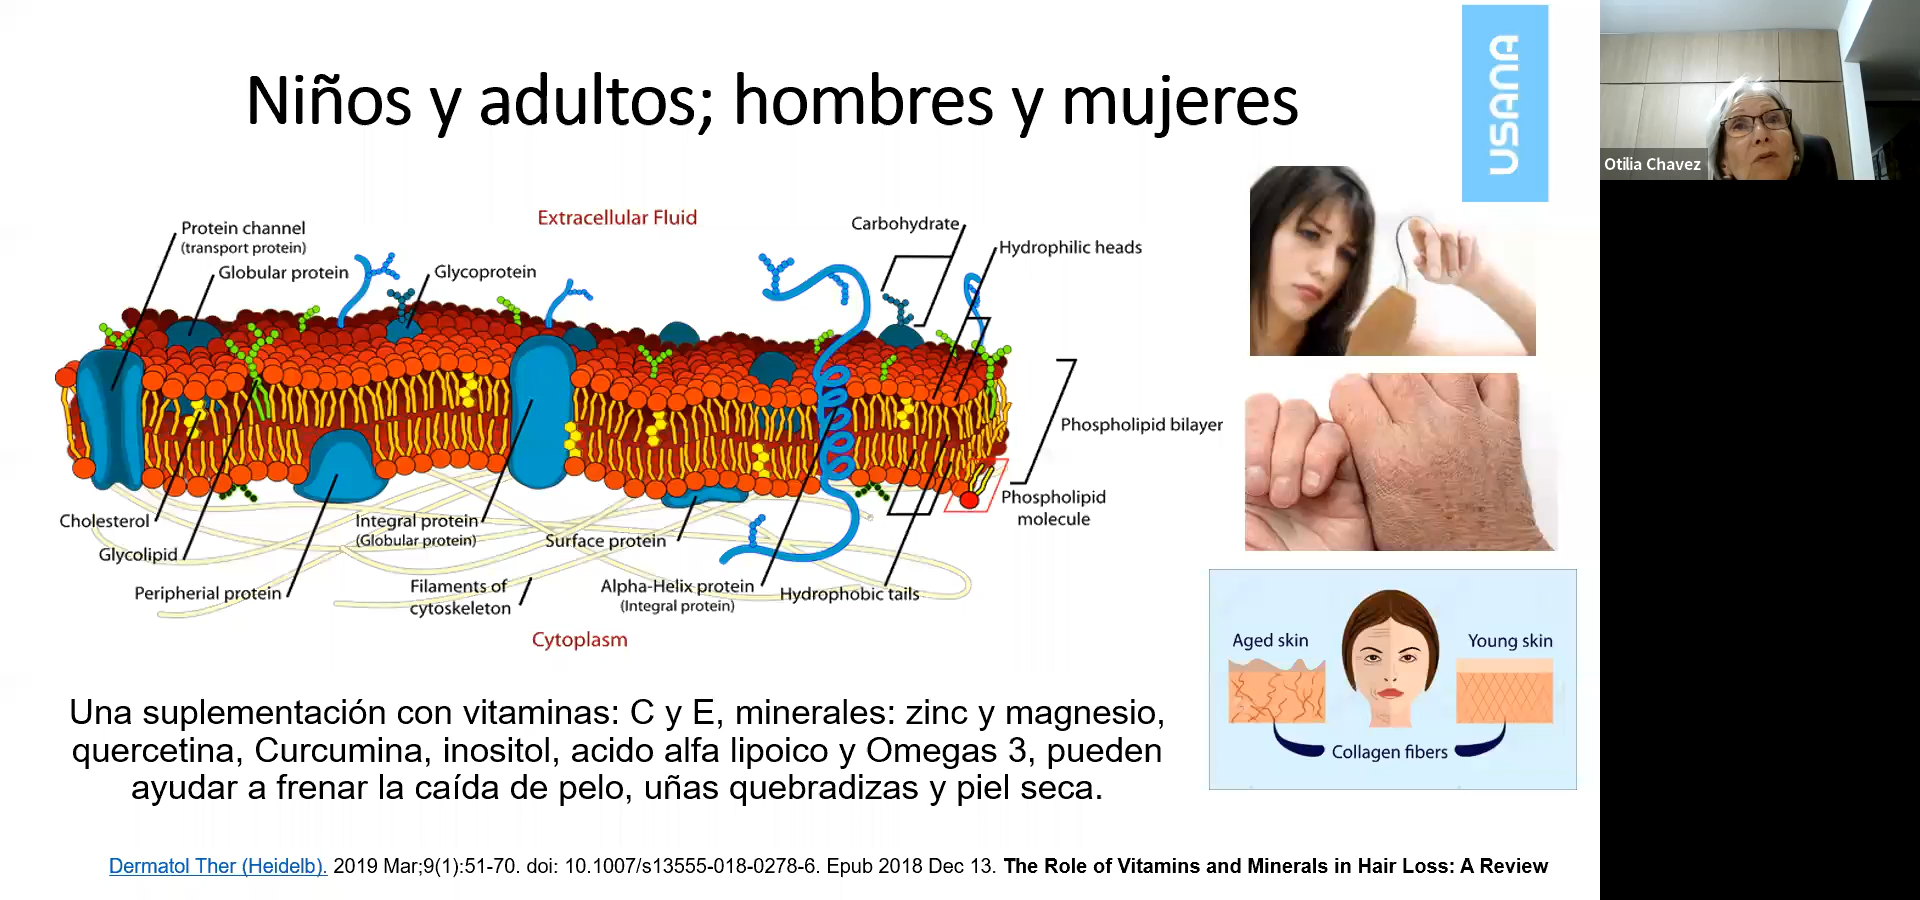 Niños y adultos; hombres y mujeres
USANA
Otilia Chavez
Extracellular Fluid
Protein channel
(transport protein)
Globular protein
Glycoprotein
Carbohydrate
Hydrophilic heads
Phospholipid bilayer
Phospholipid
molecule
Cholesterol
Glycolipid
Peripherial protein
Integral protein
(Globular protein)
Filaments of
cytoskeleton
Surface protein
Alpha-Helix protein
(Integral protein)
Hydrophobic tails
Cytoplasm
Aged skin
Young skin
Collagen fibers
Una suplementación con vitaminas: C y E, minerales: zinc y magnesio,
quercetina, Curcumina, inositol, acido alfa lipoico y Omegas 3, pueden
ayudar a frenar la caída de pelo, uñas quebradizas y piel seca.
Dermatol Ther (Heidelb). 2019 Mar;9(1):51-70. doi: 10.1007/s13555-018-0278-6. Epub 2018 Dec 13. The Role of Vitamins and Minerals in Hair Loss: A Review